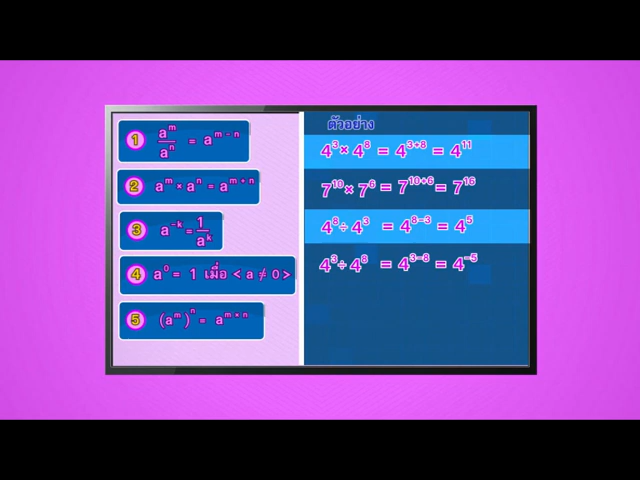 1 aᵐ/aⁿ = aᵐ⁻ⁿ
2 aᵐ × aⁿ = aᵐ⁺ⁿ
3 a⁻ᵏ = 1/aᵏ
4 a⁰ = 1 เมื่อ < a ≠ 0 >
5 (aᵐ)ⁿ = aᵐˣⁿ
ตัวอย่าง
4³ × 4⁸ = 4³⁺⁸ = 4¹¹
7¹⁰ × 7⁶ = 7¹⁰⁺⁶ = 7¹⁶
4⁸ ÷ 4³ = 4⁸⁻³ = 4⁵
4³ ÷ 4⁸ = 4³⁻⁸ = 4⁻⁵